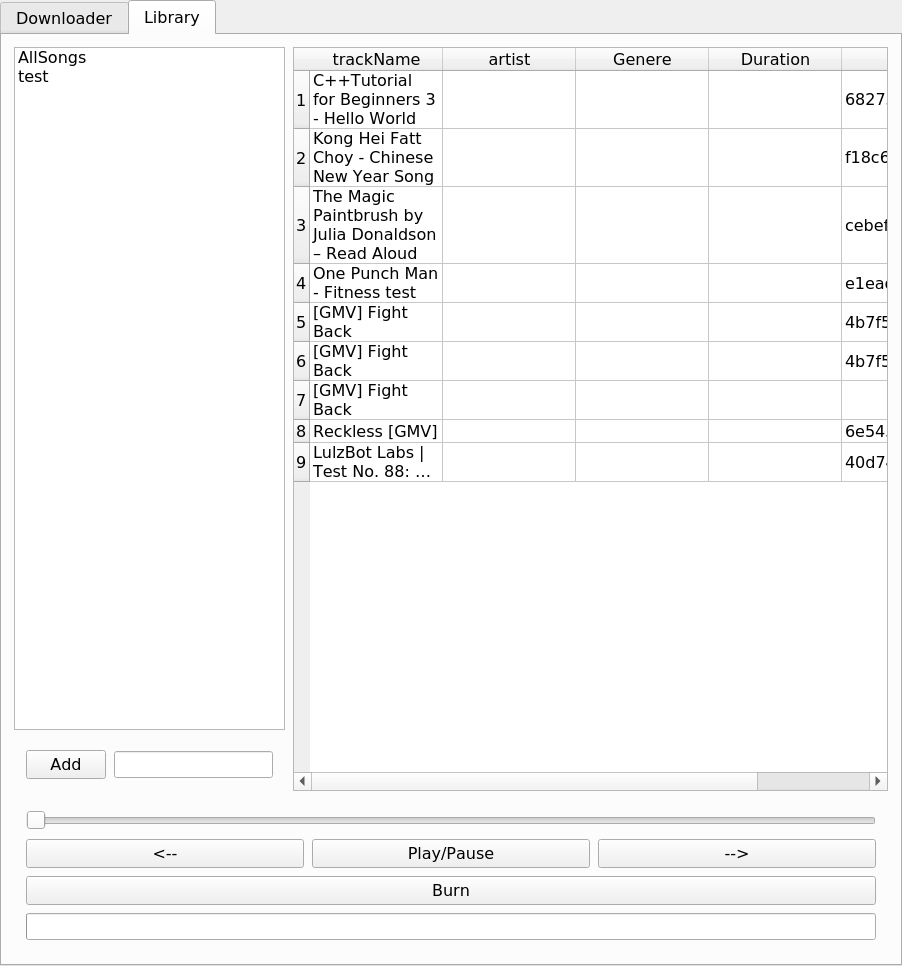 Downloader Library
AllSongs
test
trackName artist Genere Duration
1 C++Tutorial
for Beginners 3
- Hello World
6827
2 Kong Hei Fatt
Choy - Chinese
New Year Song
f18c6
3 The Magic
Paintbrush by
Julia Donaldson
– Read Aloud
cebef
4 One Punch Man
- Fitness test
e1ea
5 [GMV] Fight
Back
4b7f5
6 [GMV] Fight
Back
4b7f5
7 [GMV] Fight
Back
8 Reckless [GMV] 6e54
9 LulzBot Labs |
Test No. 88: ...
40d7
Add
<-- Play/Pause -->
Burn